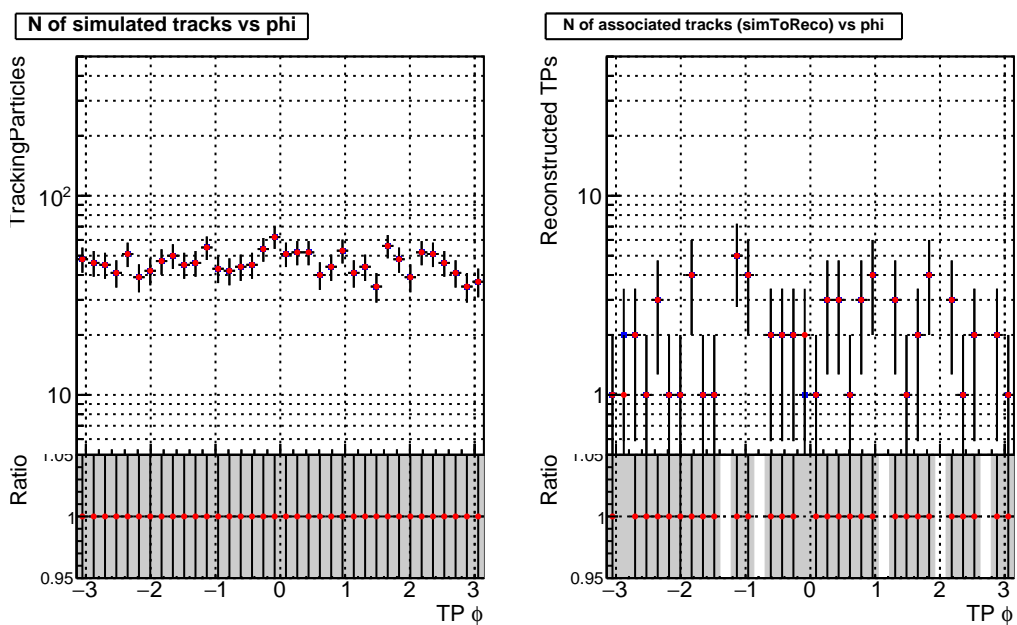 N of simulated tracks vs phi
TrackingParticles
10²
10
Ratio
1.05
1
0.95
−3 −2 −1 0 1 2 3
TP ϕ
N of associated tracks (simToReco) vs phi
Reconstructed TPs
10
1
Ratio
1.05
1
0.95
−3 −2 −1 0 1 2 3
TP ϕ